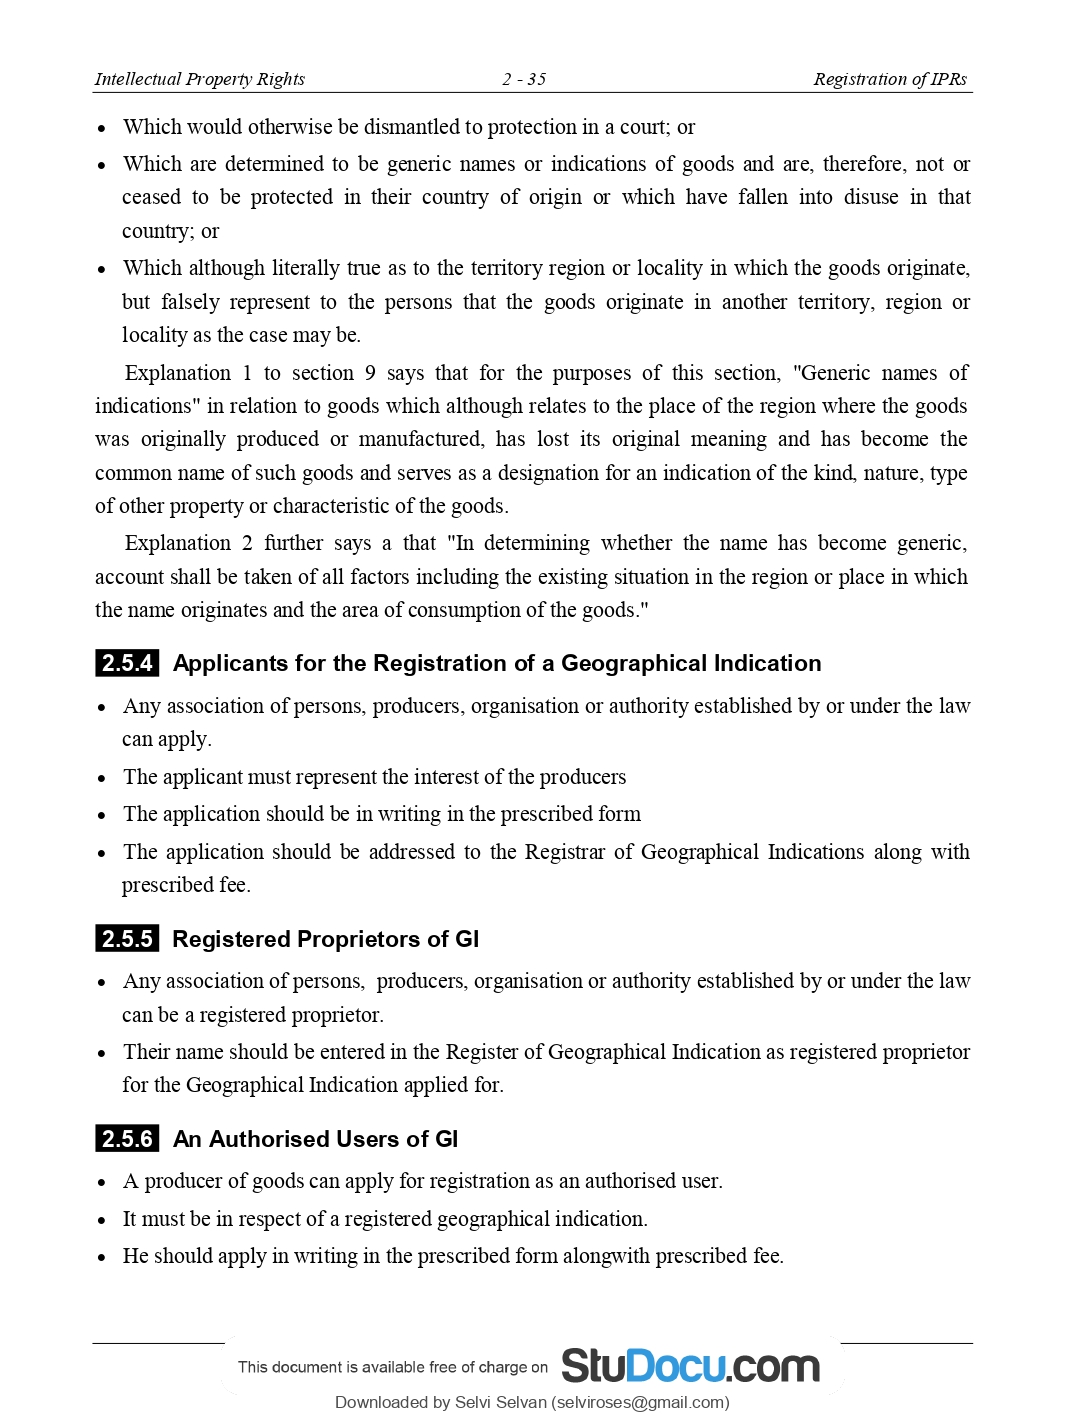 Intellectual Property Rights 2 - 35 Registration of IPRs
• Which would otherwise be dismantled to protection in a court; or
• Which are determined to be generic names or indications of goods and are, therefore, not or
ceased to be protected in their country of origin or which have fallen into disuse in that
country; or
• Which although literally true as to the territory region or locality in which the goods originate,
but falsely represent to the persons that the goods originate in another territory, region or
locality as the case may be.
Explanation 1 to section 9 says that for the purposes of this section, "Generic names of
indications" in relation to goods which although relates to the place of the region where the goods
was originally produced or manufactured, has lost its original meaning and has become the
common name of such goods and serves as a designation for an indication of the kind, nature, type
of other property or characteristic of the goods.
Explanation 2 further says a that "In determining whether the name has become generic,
account shall be taken of all factors including the existing situation in the region or place in which
the name originates and the area of consumption of the goods."
2.5.4 Applicants for the Registration of a Geographical Indication
• Any association of persons, producers, organisation or authority established by or under the law
can apply.
• The applicant must represent the interest of the producers
• The application should be in writing in the prescribed form
• The application should be addressed to the Registrar of Geographical Indications along with
prescribed fee.
2.5.5 Registered Proprietors of GI
• Any association of persons, producers, organisation or authority established by or under the law
can be a registered proprietor.
• Their name should be entered in the Register of Geographical Indication as registered proprietor
for the Geographical Indication applied for.
2.5.6 An Authorised Users of GI
• A producer of goods can apply for registration as an authorised user.
• It must be in respect of a registered geographical indication.
• He should apply in writing in the prescribed form alongwith prescribed fee.
This document is available free of charge on StuDocu.com
Downloaded by Selvi Selvan (selviroses@gmail.com)